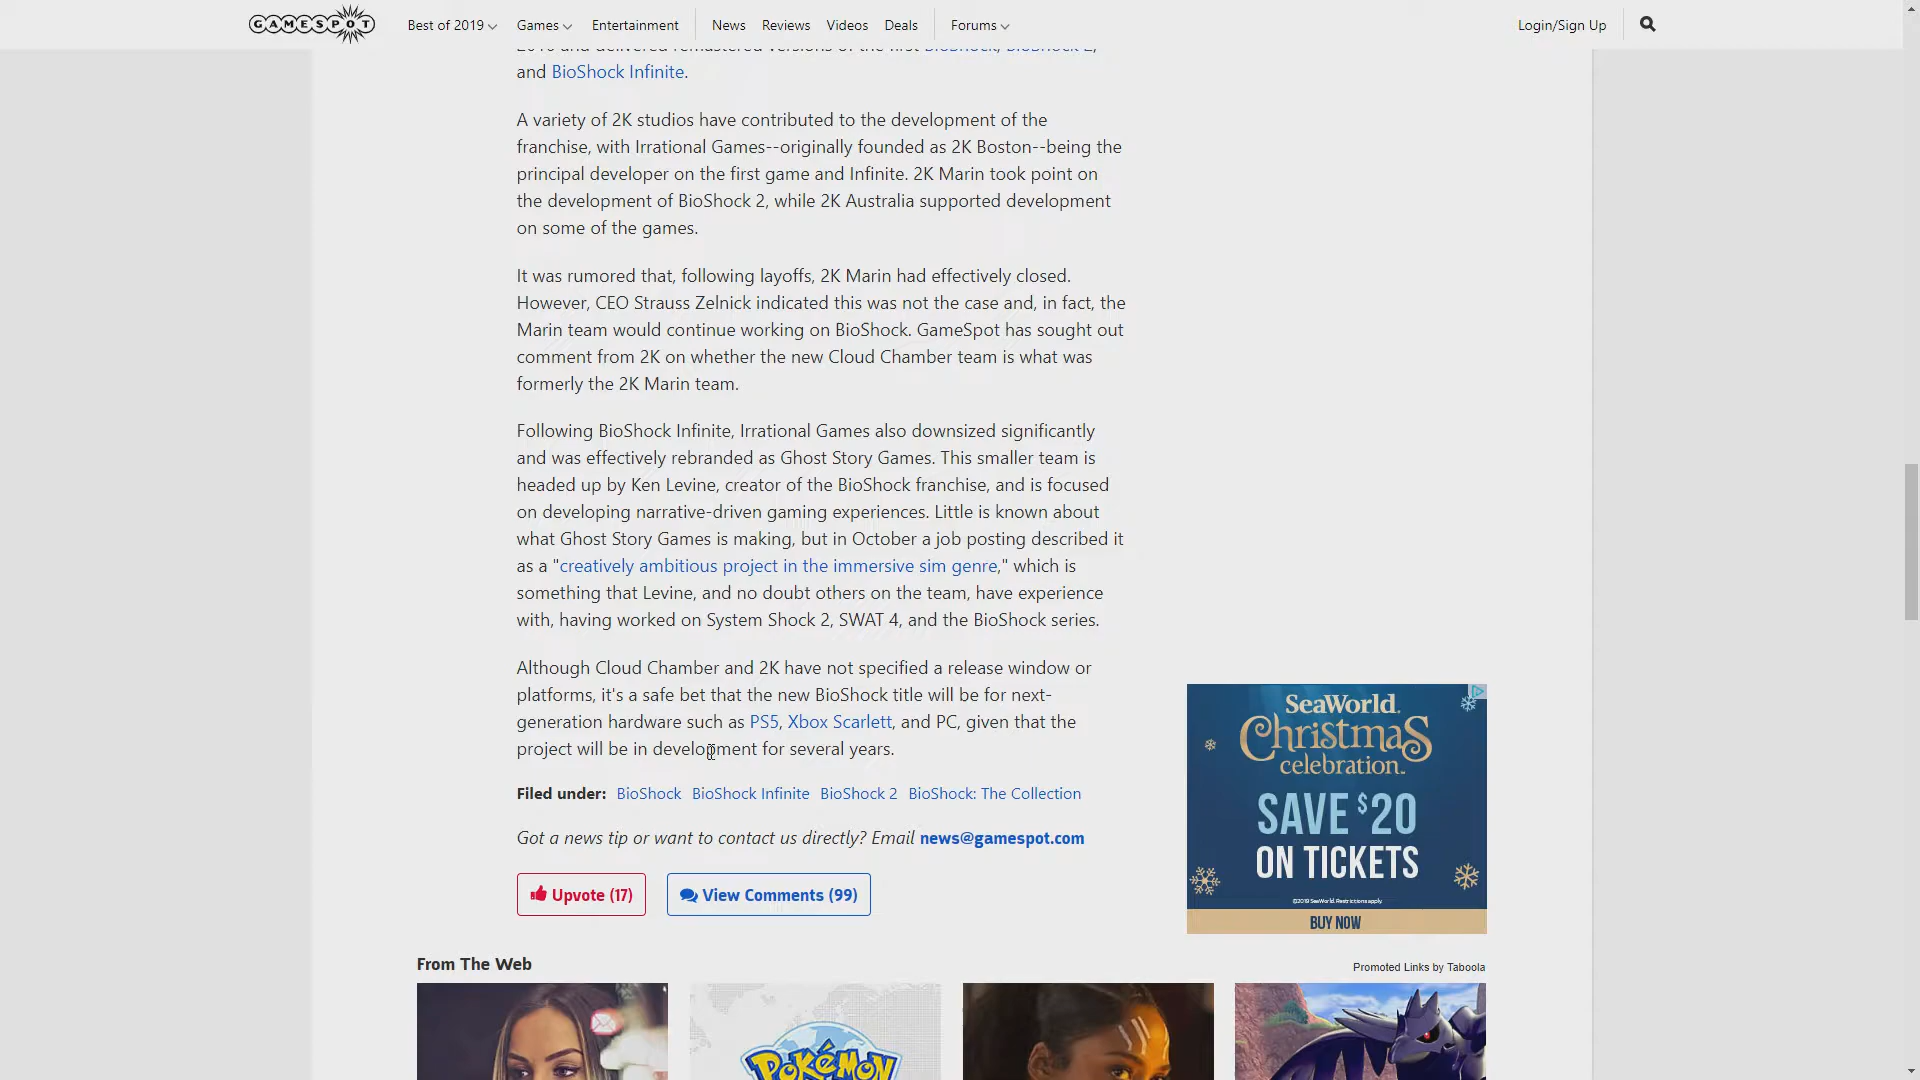 GAMESPOT
Best of 2019
Games
Entertainment
News
Reviews
Videos
Deals
Forums
Login/Sign Up
2016 and delivered remastered versions of the first BioShock, BioShock 2,
and BioShock Infinite.
A variety of 2K studios have contributed to the development of the
franchise, with Irrational Games--originally founded as 2K Boston--being the
principal developer on the first game and Infinite. 2K Marin took point on
the development of BioShock 2, while 2K Australia supported development
on some of the games.
It was rumored that, following layoffs, 2K Marin had effectively closed.
However, CEO Strauss Zelnick indicated this was not the case and, in fact, the
Marin team would continue working on BioShock. GameSpot has sought out
comment from 2K on whether the new Cloud Chamber team is what was
formerly the 2K Marin team.
Following BioShock Infinite, Irrational Games also downsized significantly
and was effectively rebranded as Ghost Story Games. This smaller team is
headed up by Ken Levine, creator of the BioShock franchise, and is focused
on developing narrative-driven gaming experiences. Little is known about
what Ghost Story Games is making, but in October a job posting described it
as a "creatively ambitious project in the immersive sim genre," which is
something that Levine, and no doubt others on the team, have experience
with, having worked on System Shock 2, SWAT 4, and the BioShock series.
Although Cloud Chamber and 2K have not specified a release window or
platforms, it's a safe bet that the new BioShock title will be for next-
generation hardware such as PS5, Xbox Scarlett, and PC, given that the
project will be in development for several years.
Filed under: BioShock BioShock Infinite BioShock 2 BioShock: The Collection
Got a news tip or want to contact us directly? Email news@gamespot.com
Upvote (17)
View Comments (99)
SeaWorld.
Christmas
celebration.
SAVE $20
ON TICKETS
©2019 SeaWorld. Restrictions apply.
BUY NOW
From The Web
Promoted Links by Taboola
POKéMON